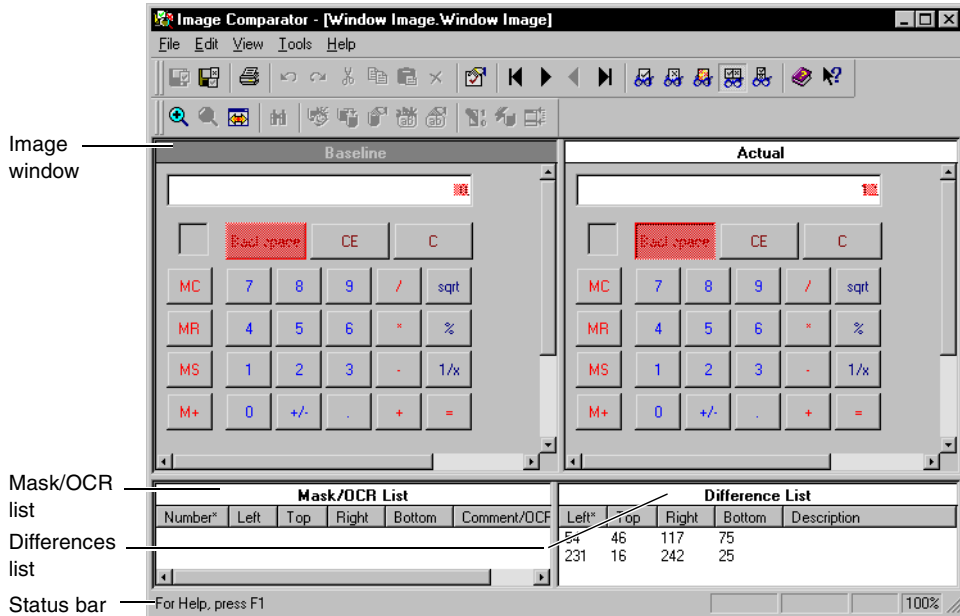 Image Comparator - [Window Image.Window Image]
File Edit View Tools Help
Image window
Baseline
Actual
0.
1
Backspace CE C
Backspace CE C
MC 7 8 9 / sqrt
MC 7 8 9 / sqrt
MR 4 5 6 * %
MR 4 5 6 * %
MS 1 2 3 - 1/x
MS 1 2 3 - 1/x
M+ 0 +/- . + =
M+ 0 +/- . + =
Mask/OCR list
Mask/OCR List
Difference List
Number* Left Top Right Bottom Comment/OCR
Left* Top Right Bottom Description
Differences list
54 46 117 75
231 16 242 25
Status bar
For Help, press F1
100%